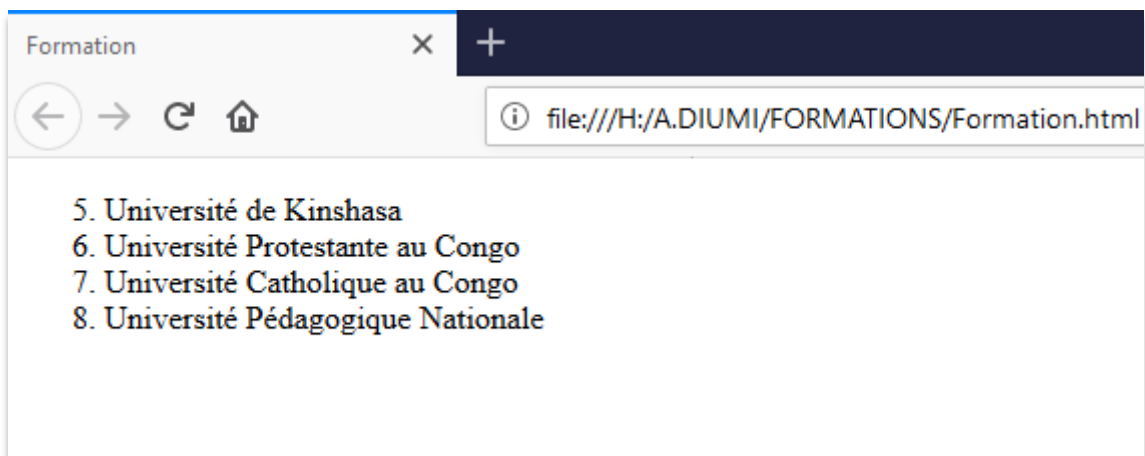 Formation
file:///H:/A.DIUMI/FORMATIONS/Formation.html
5. Université de Kinshasa
6. Université Protestante au Congo
7. Université Catholique au Congo
8. Université Pédagogique Nationale